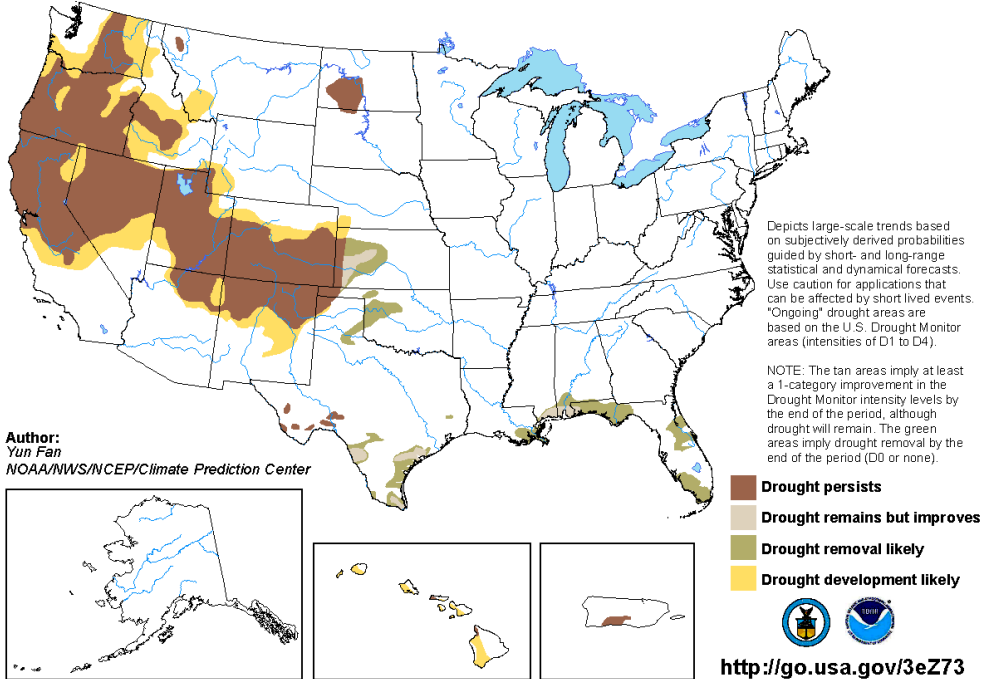 Depicts large-scale trends based
on subjectively derived probabilities
guided by short- and long-range
statistical and dynamical forecasts.
Use caution for applications that
can be affected by short lived events.
"Ongoing" drought areas are
based on the U.S. Drought Monitor
areas (intensities of D1 to D4).
NOTE: The tan areas imply at least
a 1-category improvement in the
Drought Monitor intensity levels by
the end of the period, although
drought will remain. The green
areas imply drought removal by the
end of the period (D0 or none).
Author:
Yun Fan
NOAA/NWS/NCEP/Climate Prediction Center
Drought persists
Drought remains but improves
Drought removal likely
Drought development likely
http://go.usa.gov/3eZ73